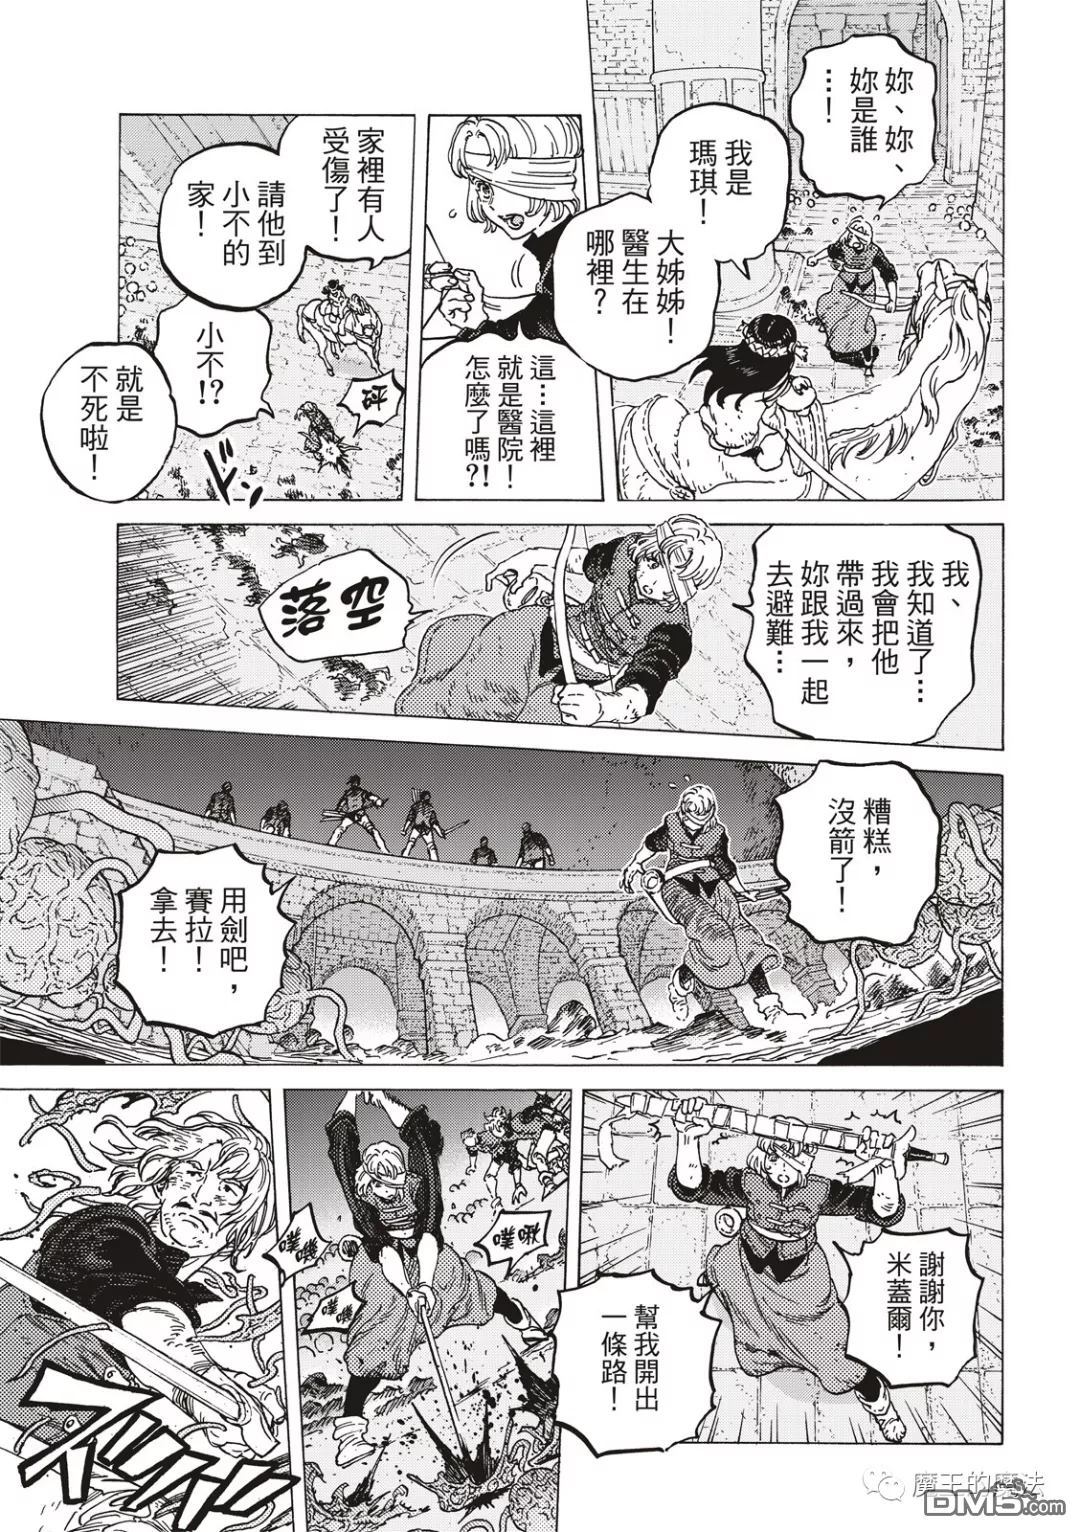 妳、妳、
妳是誰
…！
我是
瑪琪！
大姊姊！
醫生在
哪裡？
這…這裡
就是醫院！
怎麼了嗎?!
家裡有人
受傷了！
請他到
小不的
家！
小不!?
就是
不死啦！
ドン
我、
我知道了…
我會把他
帶過來，
妳跟我一起
去避難…
落空
糟糕，
沒箭了！
用劍吧，
賽拉！
拿去！
謝謝你，
米蓋爾！
幫我開出
一條路！
噗啾
噗嘰
噗嘰
魔王的魔法
DM5.com